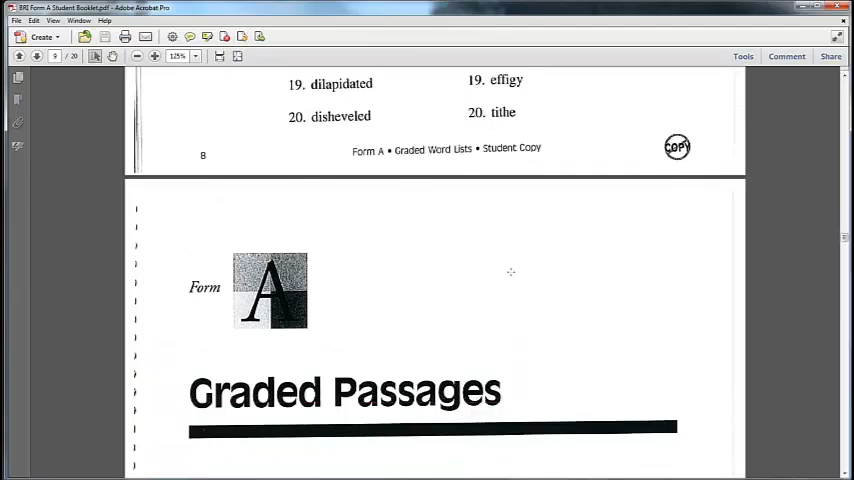 BRI Form A Student Booklet.pdf - Adobe Acrobat Pro
File Edit View Window Help
Create
9 / 20 125% Tools Comment Share
19. dilapidated 19. effigy
20. disheveled 20. tithe
8 Form A • Graded Word Lists • Student Copy COPY
Form A
Graded Passages